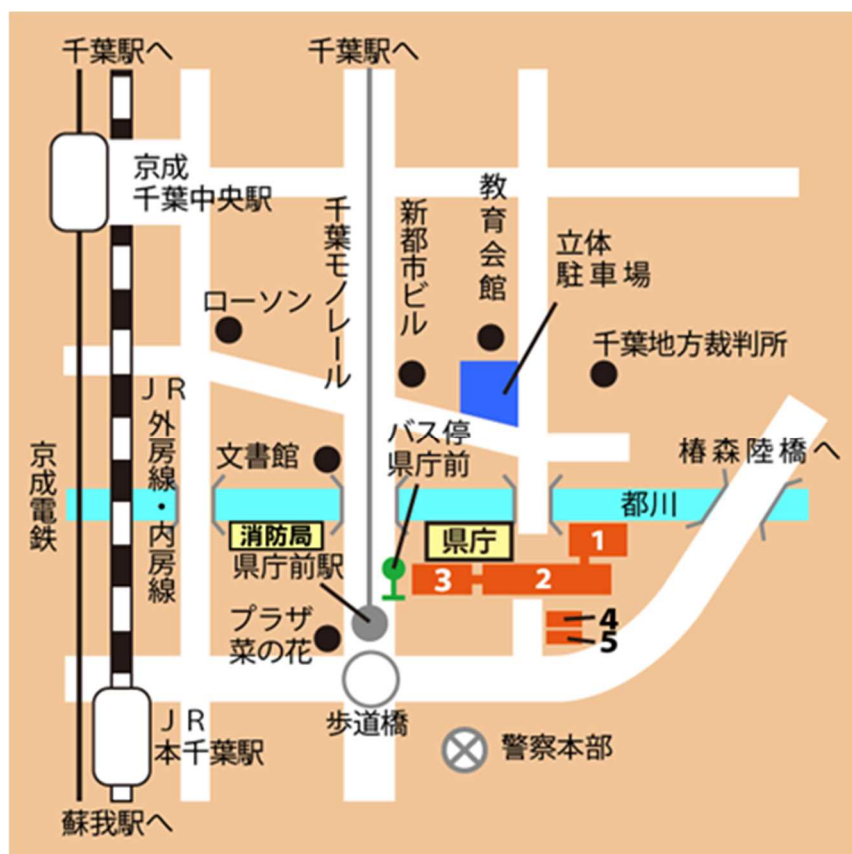 千葉駅へ
千葉駅へ
京成
千葉中央駅
千葉モノレール
新都市ビル
教育会館
立体
駐車場
ローソン
千葉地方裁判所
ＪＲ
外房線・内房線
京成電鉄
文書館
バス停
県庁前
椿森陸橋へ
都川
消防局
県庁
1
県庁前駅
3
2
プラザ
菜の花
4
5
歩道橋
ＪＲ
本千葉駅
警察本部
蘇我駅へ